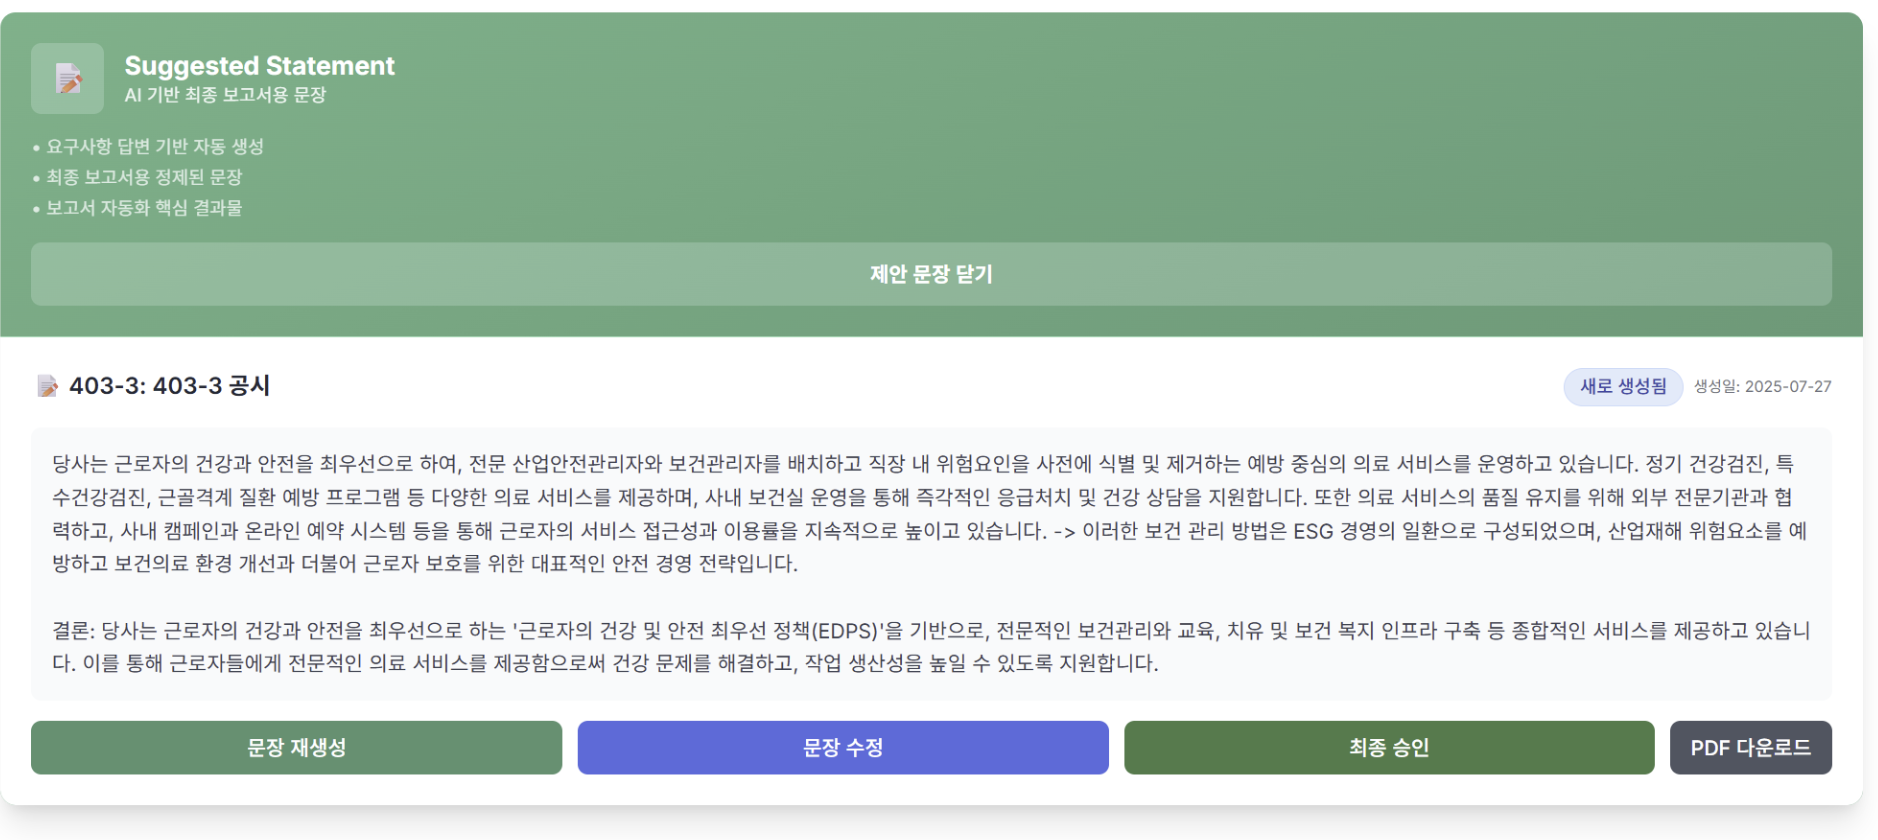 Suggested Statement
AI 기반 최종 보고서용 문장
• 요구사항 답변 기반 자동 생성
• 최종 보고서용 정제된 문장
• 보고서 자동화 핵심 결과물
제안 문장 닫기
403-3: 403-3 공시
새로 생성됨 생성일: 2025-07-27
당사는 근로자의 건강과 안전을 최우선으로 하여, 전문 산업안전관리자와 보건관리자를 배치하고 직장 내 위험요인을 사전에 식별 및 제거하는 예방 중심의 의료 서비스를 운영하고 있습니다. 정기 건강검진, 특
수건강검진, 근골격계 질환 예방 프로그램 등 다양한 의료 서비스를 제공하며, 사내 보건실 운영을 통해 즉각적인 응급처치 및 건강 상담을 지원합니다. 또한 의료 서비스의 품질 유지를 위해 외부 전문기관과 협
력하고, 사내 캠페인과 온라인 예약 시스템 등을 통해 근로자의 서비스 접근성과 이용률을 지속적으로 높이고 있습니다. -> 이러한 보건 관리 방법은 ESG 경영의 일환으로 구성되었으며, 산업재해 위험요소를 예
방하고 보건의료 환경 개선과 더불어 근로자 보호를 위한 대표적인 안전 경영 전략입니다.
결론: 당사는 근로자의 건강과 안전을 최우선으로 하는 '근로자의 건강 및 안전 최우선 정책(EDPS)'을 기반으로, 전문적인 보건관리와 교육, 치유 및 보건 복지 인프라 구축 등 종합적인 서비스를 제공하고 있습니
다. 이를 통해 근로자들에게 전문적인 의료 서비스를 제공함으로써 건강 문제를 해결하고, 작업 생산성을 높일 수 있도록 지원합니다.
문장 재생성
문장 수정
최종 승인
PDF 다운로드